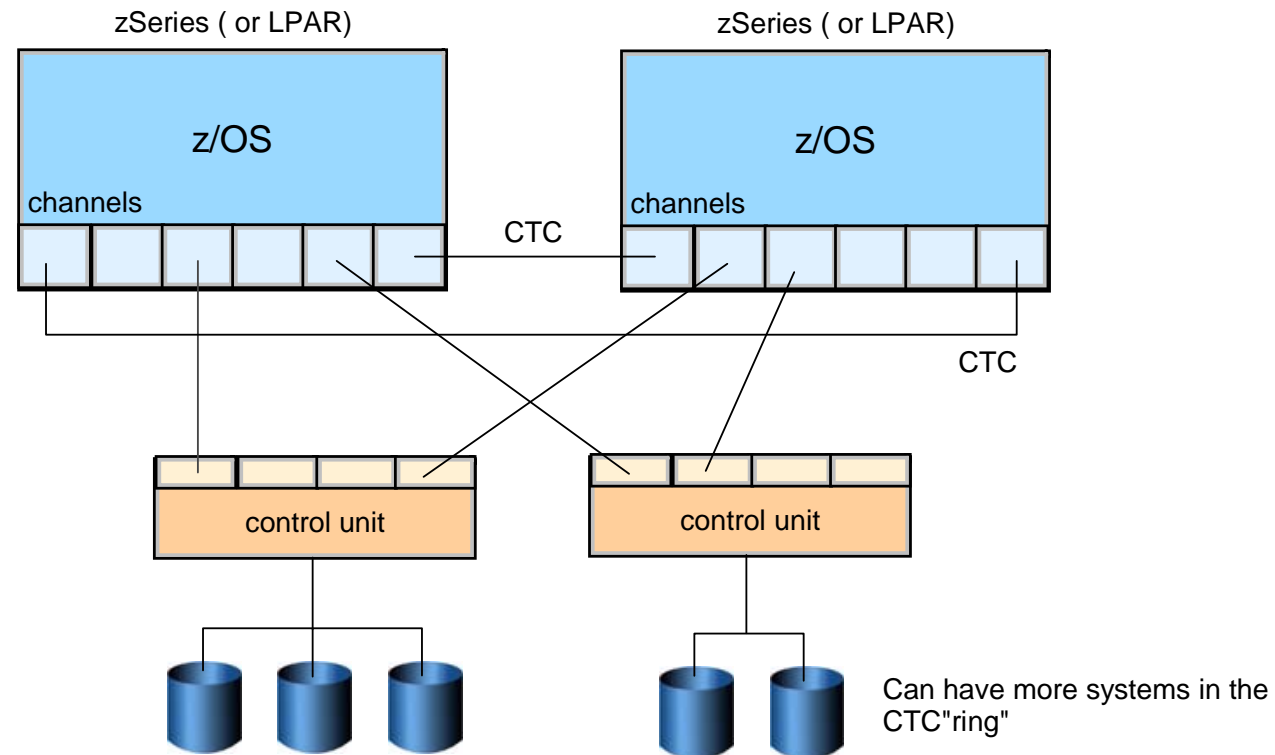 zSeries ( or LPAR)
zSeries ( or LPAR)
z/OS
z/OS
channels
channels
CTC
CTC
control unit
control unit
Can have more systems in the
CTC"ring"